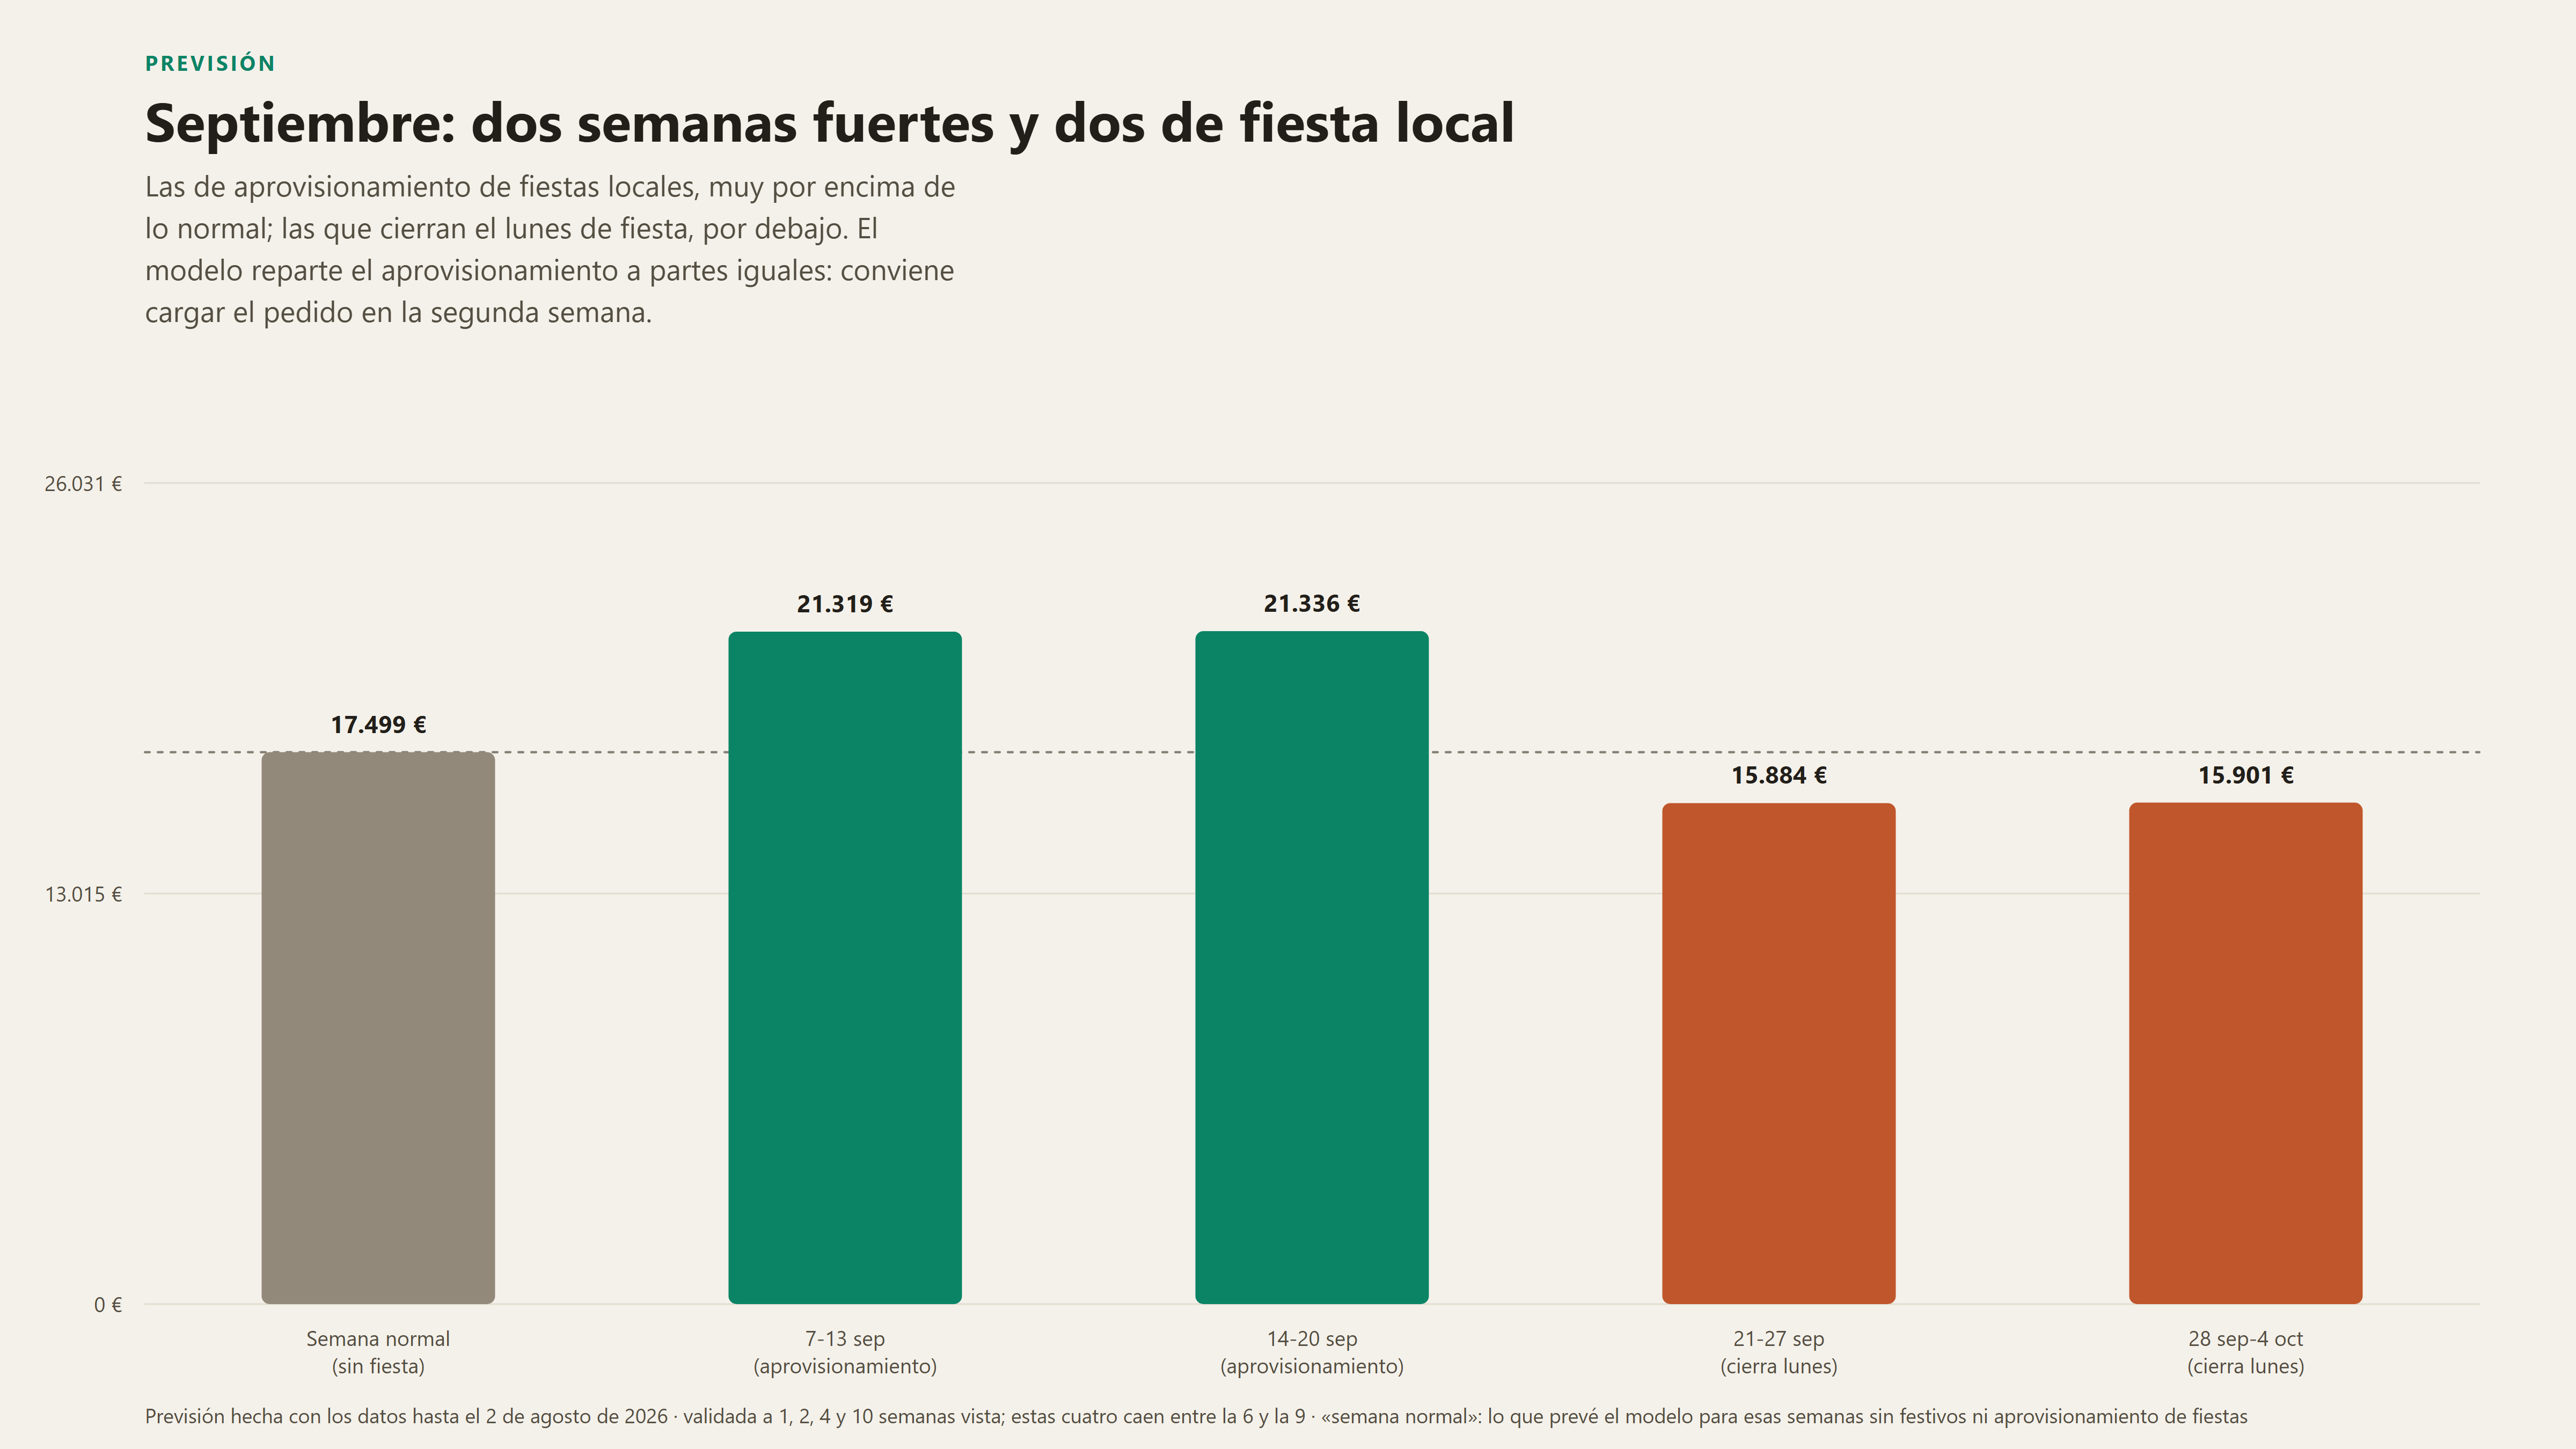 PREVISIÓN
Septiembre: dos semanas fuertes y dos de fiesta local
Las de aprovisionamiento de fiestas locales, muy por encima de
lo normal; las que cierran el lunes de fiesta, por debajo. El
modelo reparte el aprovisionamiento a partes iguales: conviene
cargar el pedido en la segunda semana.
26.031 €
21.319 €
21.336 €
17.499 €
15.884 €
15.901 €
13.015 €
0 €
Semana normal
(sin fiesta)
7-13 sep
(aprovisionamiento)
14-20 sep
(aprovisionamiento)
21-27 sep
(cierra lunes)
28 sep-4 oct
(cierra lunes)
Previsión hecha con los datos hasta el 2 de agosto de 2026 · validada a 1, 2, 4 y 10 semanas vista; estas cuatro caen entre la 6 y la 9 · «semana normal»: lo que prevé el modelo para esas semanas sin festivos ni aprovisionamiento de fiestas